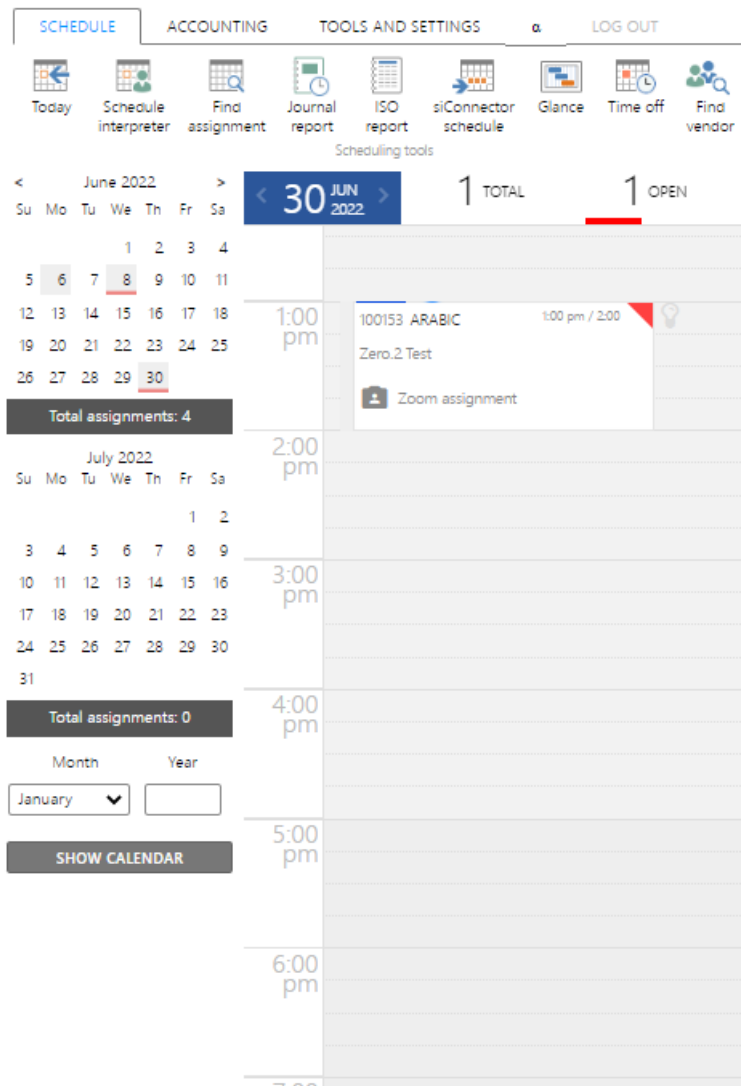 SCHEDULE ACCOUNTING TOOLS AND SETTINGS α LOG OUT
Today Schedule interpreter Find assignment Journal report ISO report siConnector schedule Glance Time off Find vendor
Scheduling tools
< June 2022 >
Su Mo Tu We Th Fr Sa
1 2 3 4
5 6 7 8 9 10 11
12 13 14 15 16 17 18
19 20 21 22 23 24 25
26 27 28 29 30
Total assignments: 4
July 2022
Su Mo Tu We Th Fr Sa
1 2
3 4 5 6 7 8 9
10 11 12 13 14 15 16
17 18 19 20 21 22 23
24 25 26 27 28 29 30
31
Total assignments: 0
Month Year
January
SHOW CALENDAR
< 30 JUN 2022 >
1 TOTAL
1 OPEN
1:00 pm
100153 ARABIC 1:00 pm / 2:00
Zero.2 Test
Zoom assignment
2:00 pm
3:00 pm
4:00 pm
5:00 pm
6:00 pm